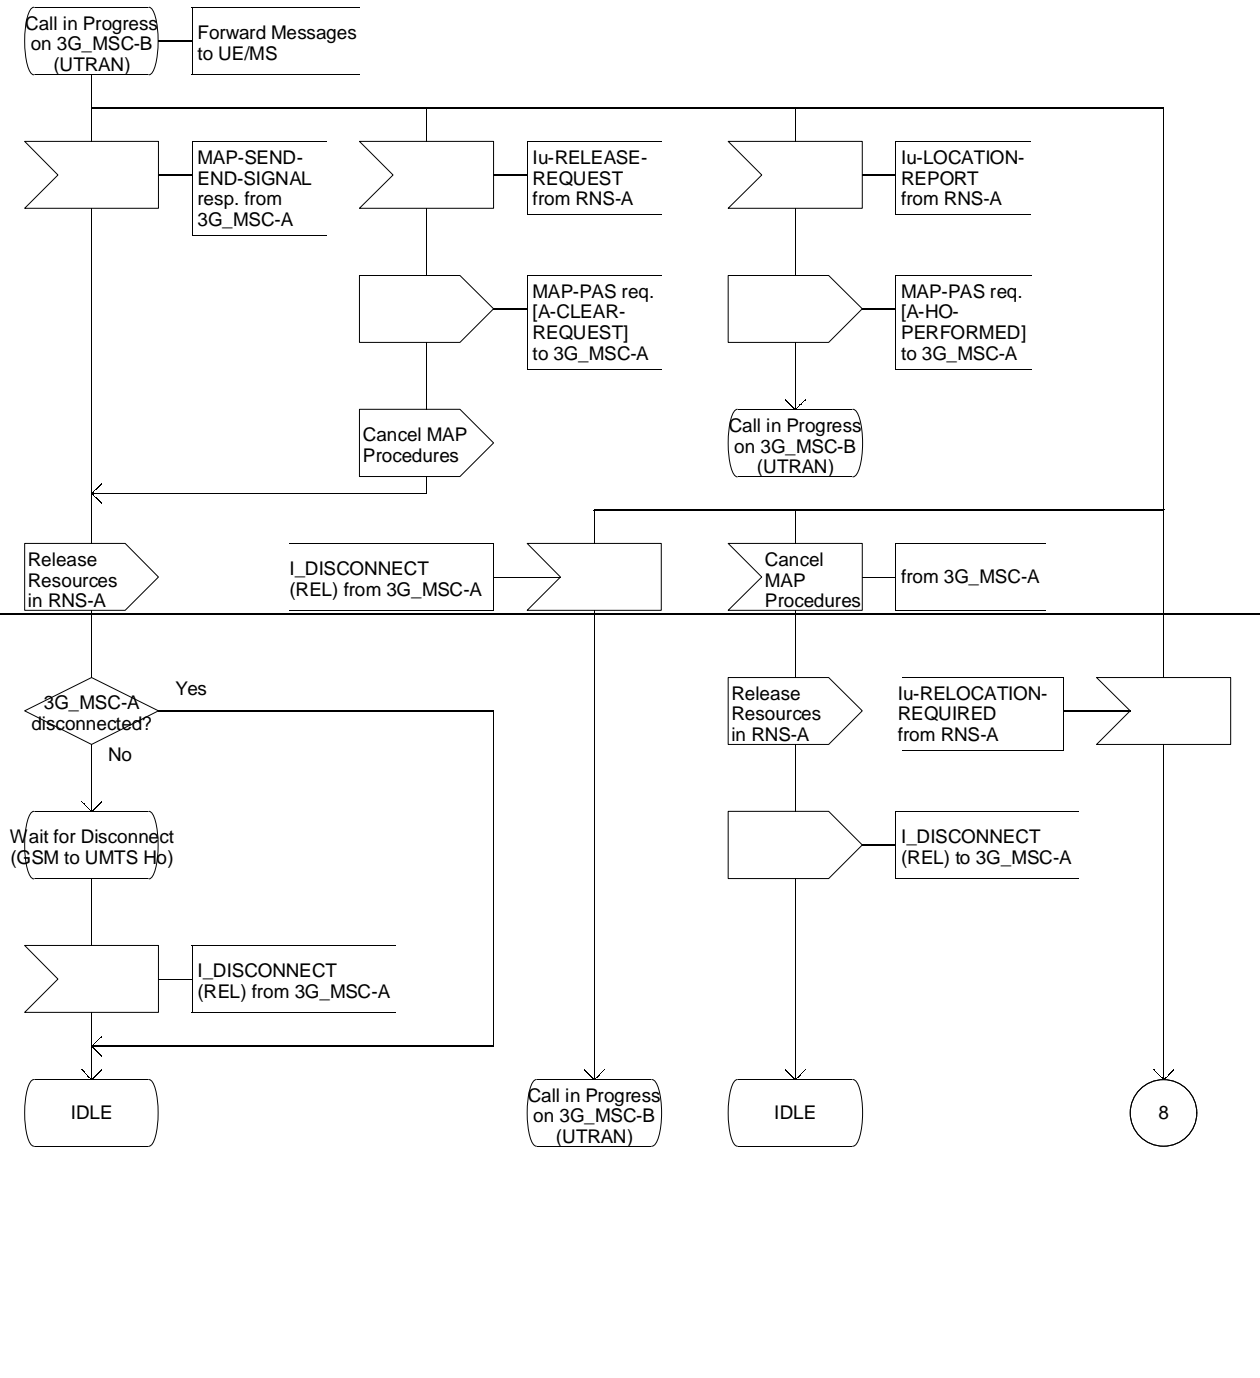 Call in Progress
on 3G_MSC-B
(UTRAN)
Forward Messages
to UE/MS
MAP-SEND-
END-SIGNAL
resp. from
3G_MSC-A
Iu-RELEASE-
REQUEST
from RNS-A
Iu-LOCATION-
REPORT
from RNS-A
MAP-PAS req.
[A-CLEAR-
REQUEST]
to 3G_MSC-A
MAP-PAS req.
[A-HO-
PERFORMED]
to 3G_MSC-A
Cancel MAP
Procedures
Call in Progress
on 3G_MSC-B
(UTRAN)
Release
Resources
in RNS-A
I_DISCONNECT
(REL) from 3G_MSC-A
Cancel
MAP
Procedures
from 3G_MSC-A
3G_MSC-A
disconnected?
Yes
No
Release
Resources
in RNS-A
Iu-RELOCATION-
REQUIRED
from RNS-A
Wait for Disconnect
(GSM to UMTS Ho)
I_DISCONNECT
(REL) to 3G_MSC-A
I_DISCONNECT
(REL) from 3G_MSC-A
IDLE
Call in Progress
on 3G_MSC-B
(UTRAN)
IDLE
8